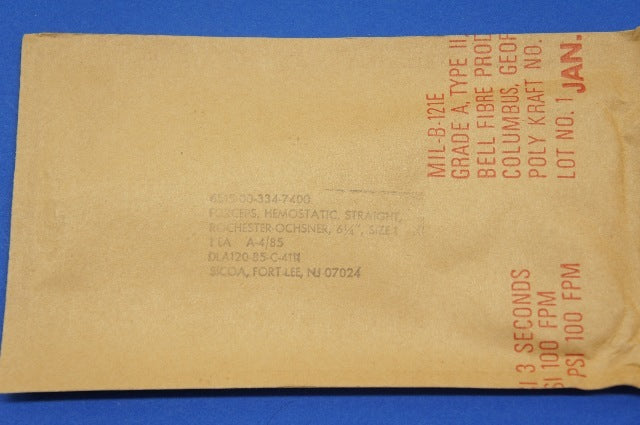 6515-00-334-7400
FORCEPS, HEMOSTATIC, STRAIGHT,
ROCHESTER-OCHSNER, 6¼", SIZE 1
1 EA A-4/85
DLA120-85-C-4111
SICOA, FORT LEE, NJ 07024
MIL-B-121E
GRADE A, TYPE II
BELL FIBRE PROD
COLUMBUS, GEOR
POLY KRAFT NO.
LOT NO. 1 JAN.
3 SECONDS
SI 100 FPM
PSI 100 FPM